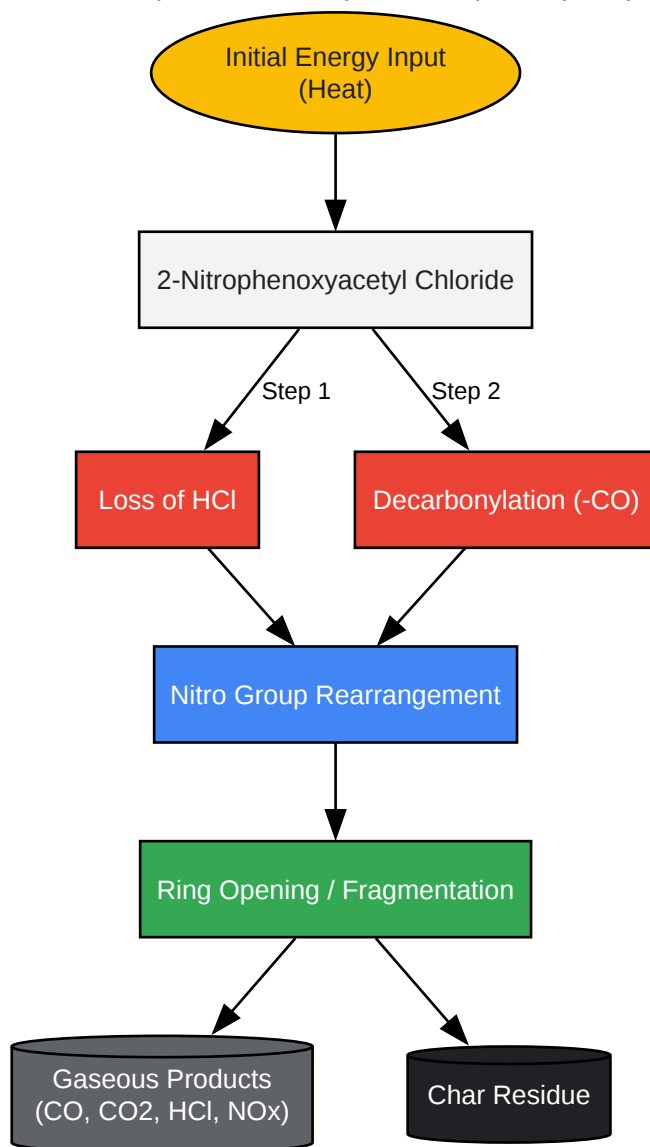 Initial Energy Input
(Heat)
2-Nitrophenoxyacetyl Chloride
Step 1
Step 2
Loss of HCl
Decarbonylation (-CO)
Nitro Group Rearrangement
Ring Opening / Fragmentation
Gaseous Products
(CO, CO2, HCl, NOx)
Char Residue